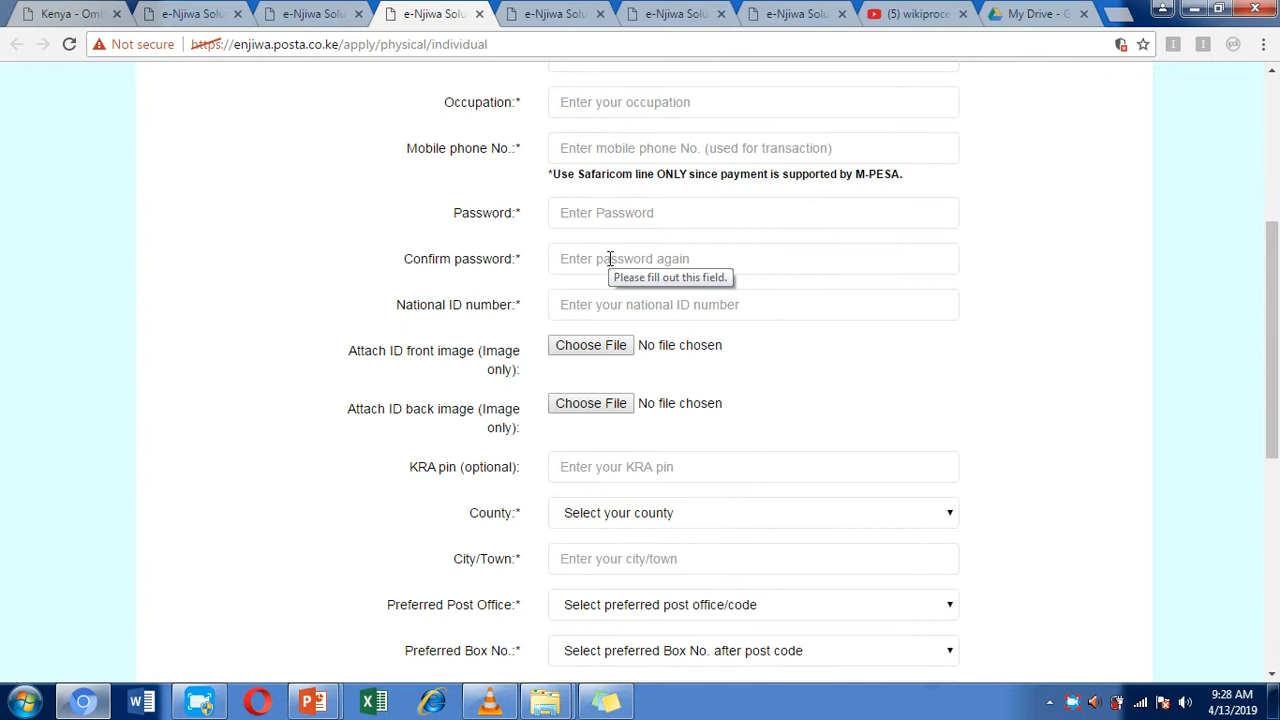 Kenya - Omb
e-Njiwa Solu
e-Njiwa Solu
e-Njiwa Solu
e-Njiwa Solu
e-Njiwa Solu
e-Njiwa Solu
(5) wikiproce
My Drive - G
Not secure
https://enjiwa.posta.co.ke/apply/physical/individual
Occupation:*
Enter your occupation
Mobile phone No.:*
Enter mobile phone No. (used for transaction)
*Use Safaricom line ONLY since payment is supported by M-PESA.
Password:*
Enter Password
Confirm password:*
Enter password again
Please fill out this field.
National ID number:*
Enter your national ID number
Attach ID front image (Image
only):
Choose File No file chosen
Attach ID back image (Image
only):
Choose File No file chosen
KRA pin (optional):
Enter your KRA pin
County:*
Select your county
City/Town:*
Enter your city/town
Preferred Post Office:*
Select preferred post office/code
Preferred Box No.:*
Select preferred Box No. after post code
9:28 AM
4/13/2019